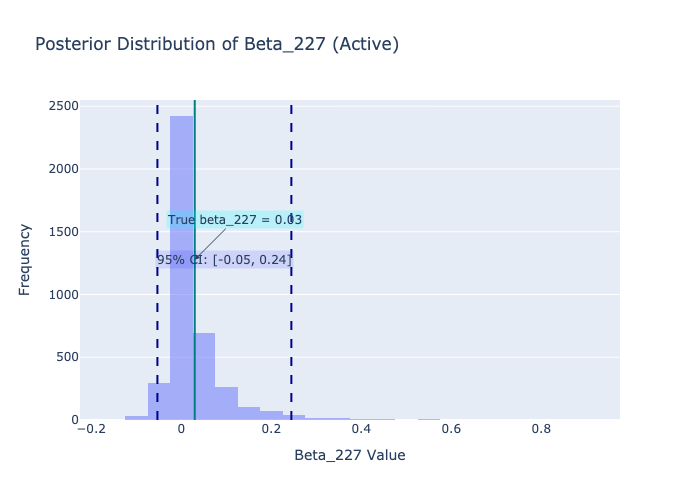 Posterior Distribution of Beta_227 (Active)
2500
2000
1500
1000
500
0
Frequency
True beta_227 = 0.03
95% CI: [-0.05, 0.24]
−0.2
0
0.2
0.4
0.6
0.8
Beta_227 Value